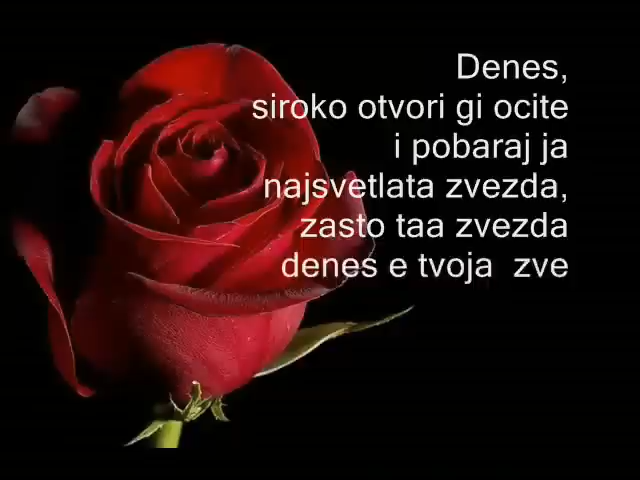 Denes,
siroko otvori gi ocite
i pobaraj ja
najsvetlata zvezda,
zasto taa zvezda
denes e tvoja  zve